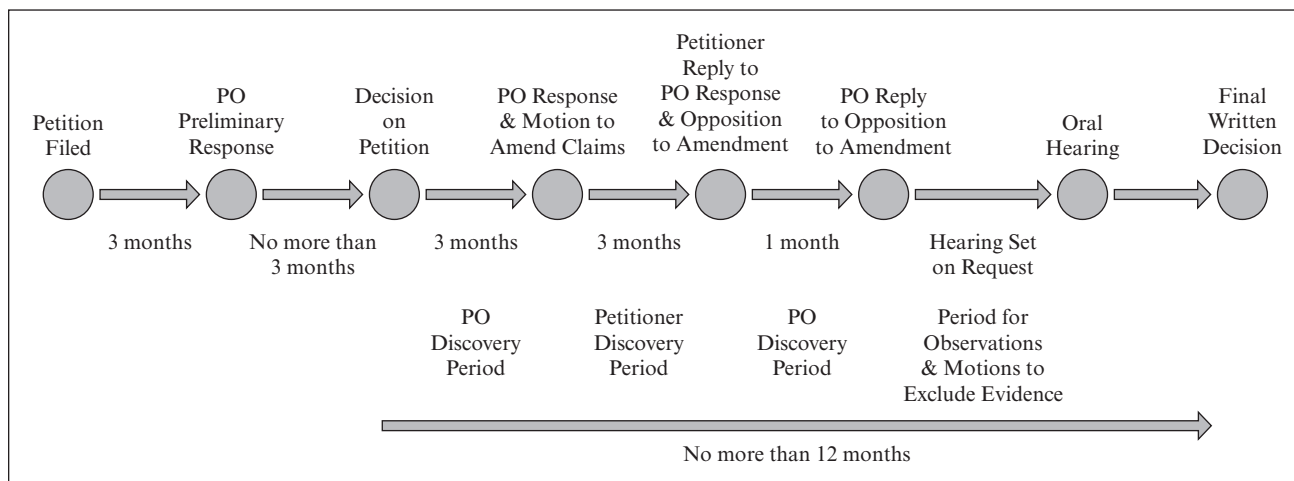 Petition
Filed
PO
Preliminary
Response
Decision
on
Petition
PO Response
& Motion to
Amend Claims
Petitioner
Reply to
PO Response
& Opposition
to Amendment
PO Reply
to Opposition
to Amendment
Oral
Hearing
Final
Written
Decision
3 months
No more than
3 months
3 months
3 months
1 month
Hearing Set
on Request
PO
Discovery
Period
Petitioner
Discovery
Period
PO
Discovery
Period
Period for
Observations
& Motions to
Exclude Evidence
No more than 12 months